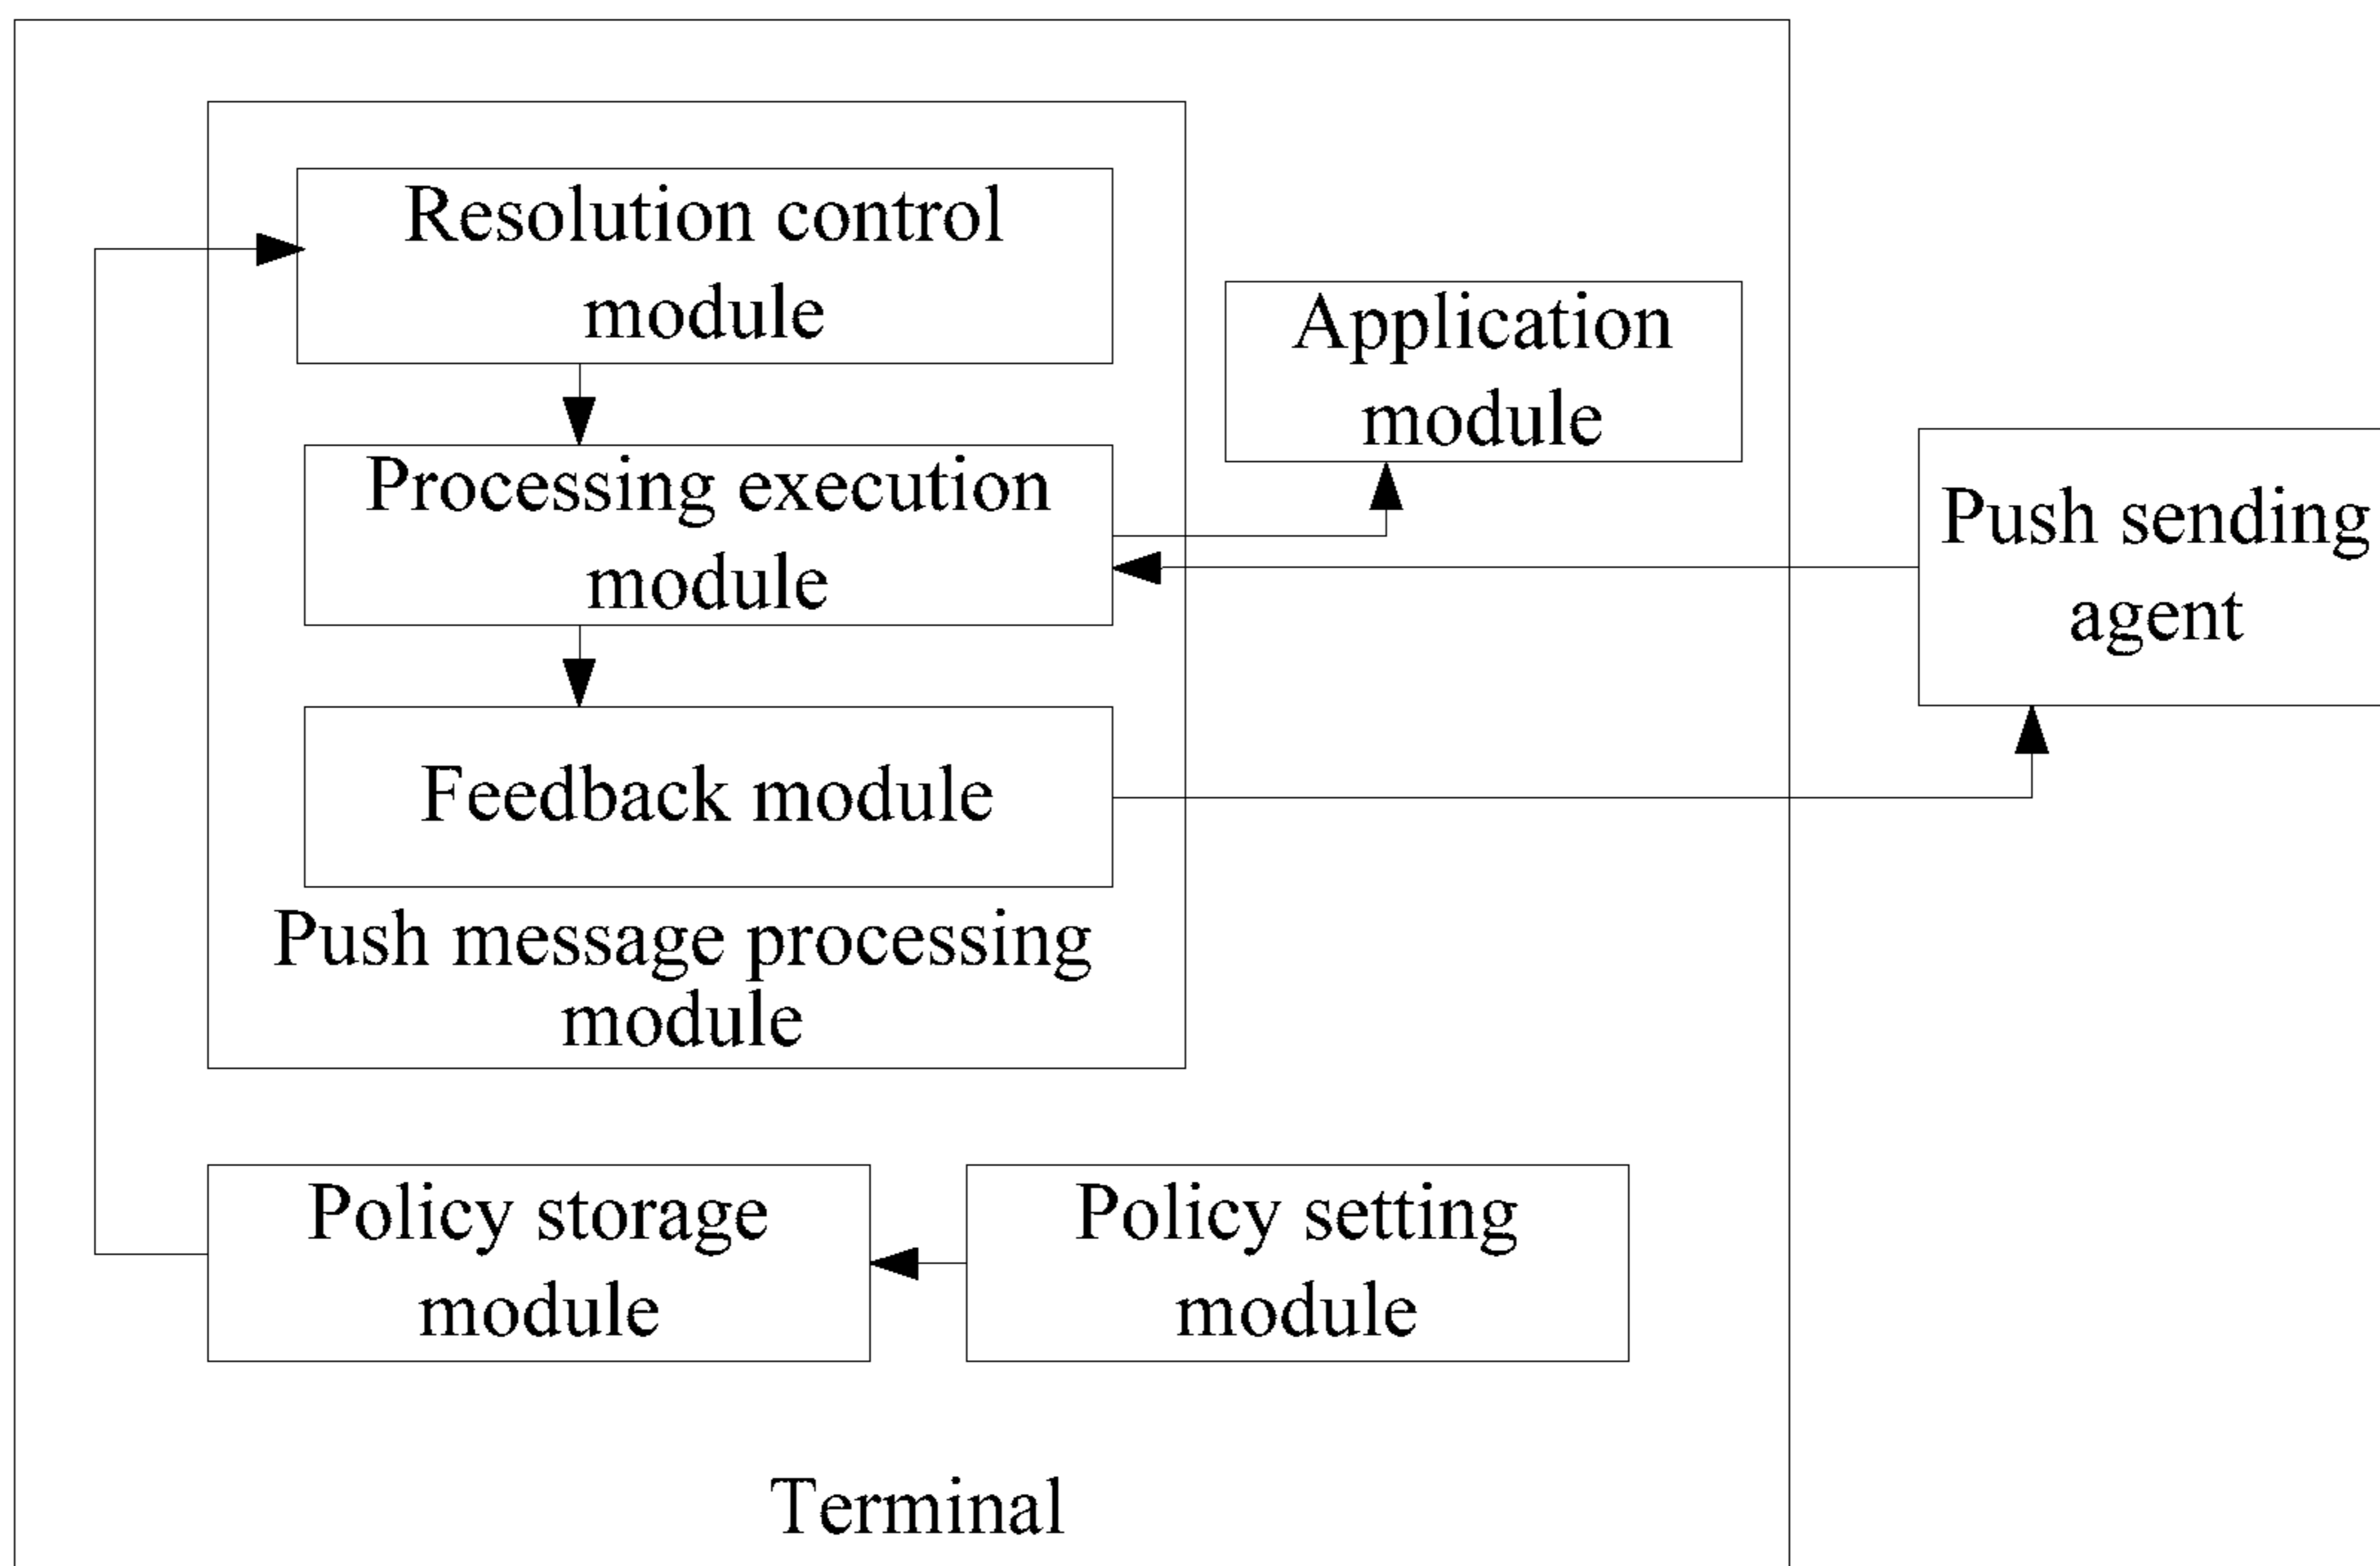 Resolution control
module
Application
module
Processing execution
module
Push sending
agent
Feedback module
Push message processing
module
Policy storage
module
Policy setting
module
Terminal